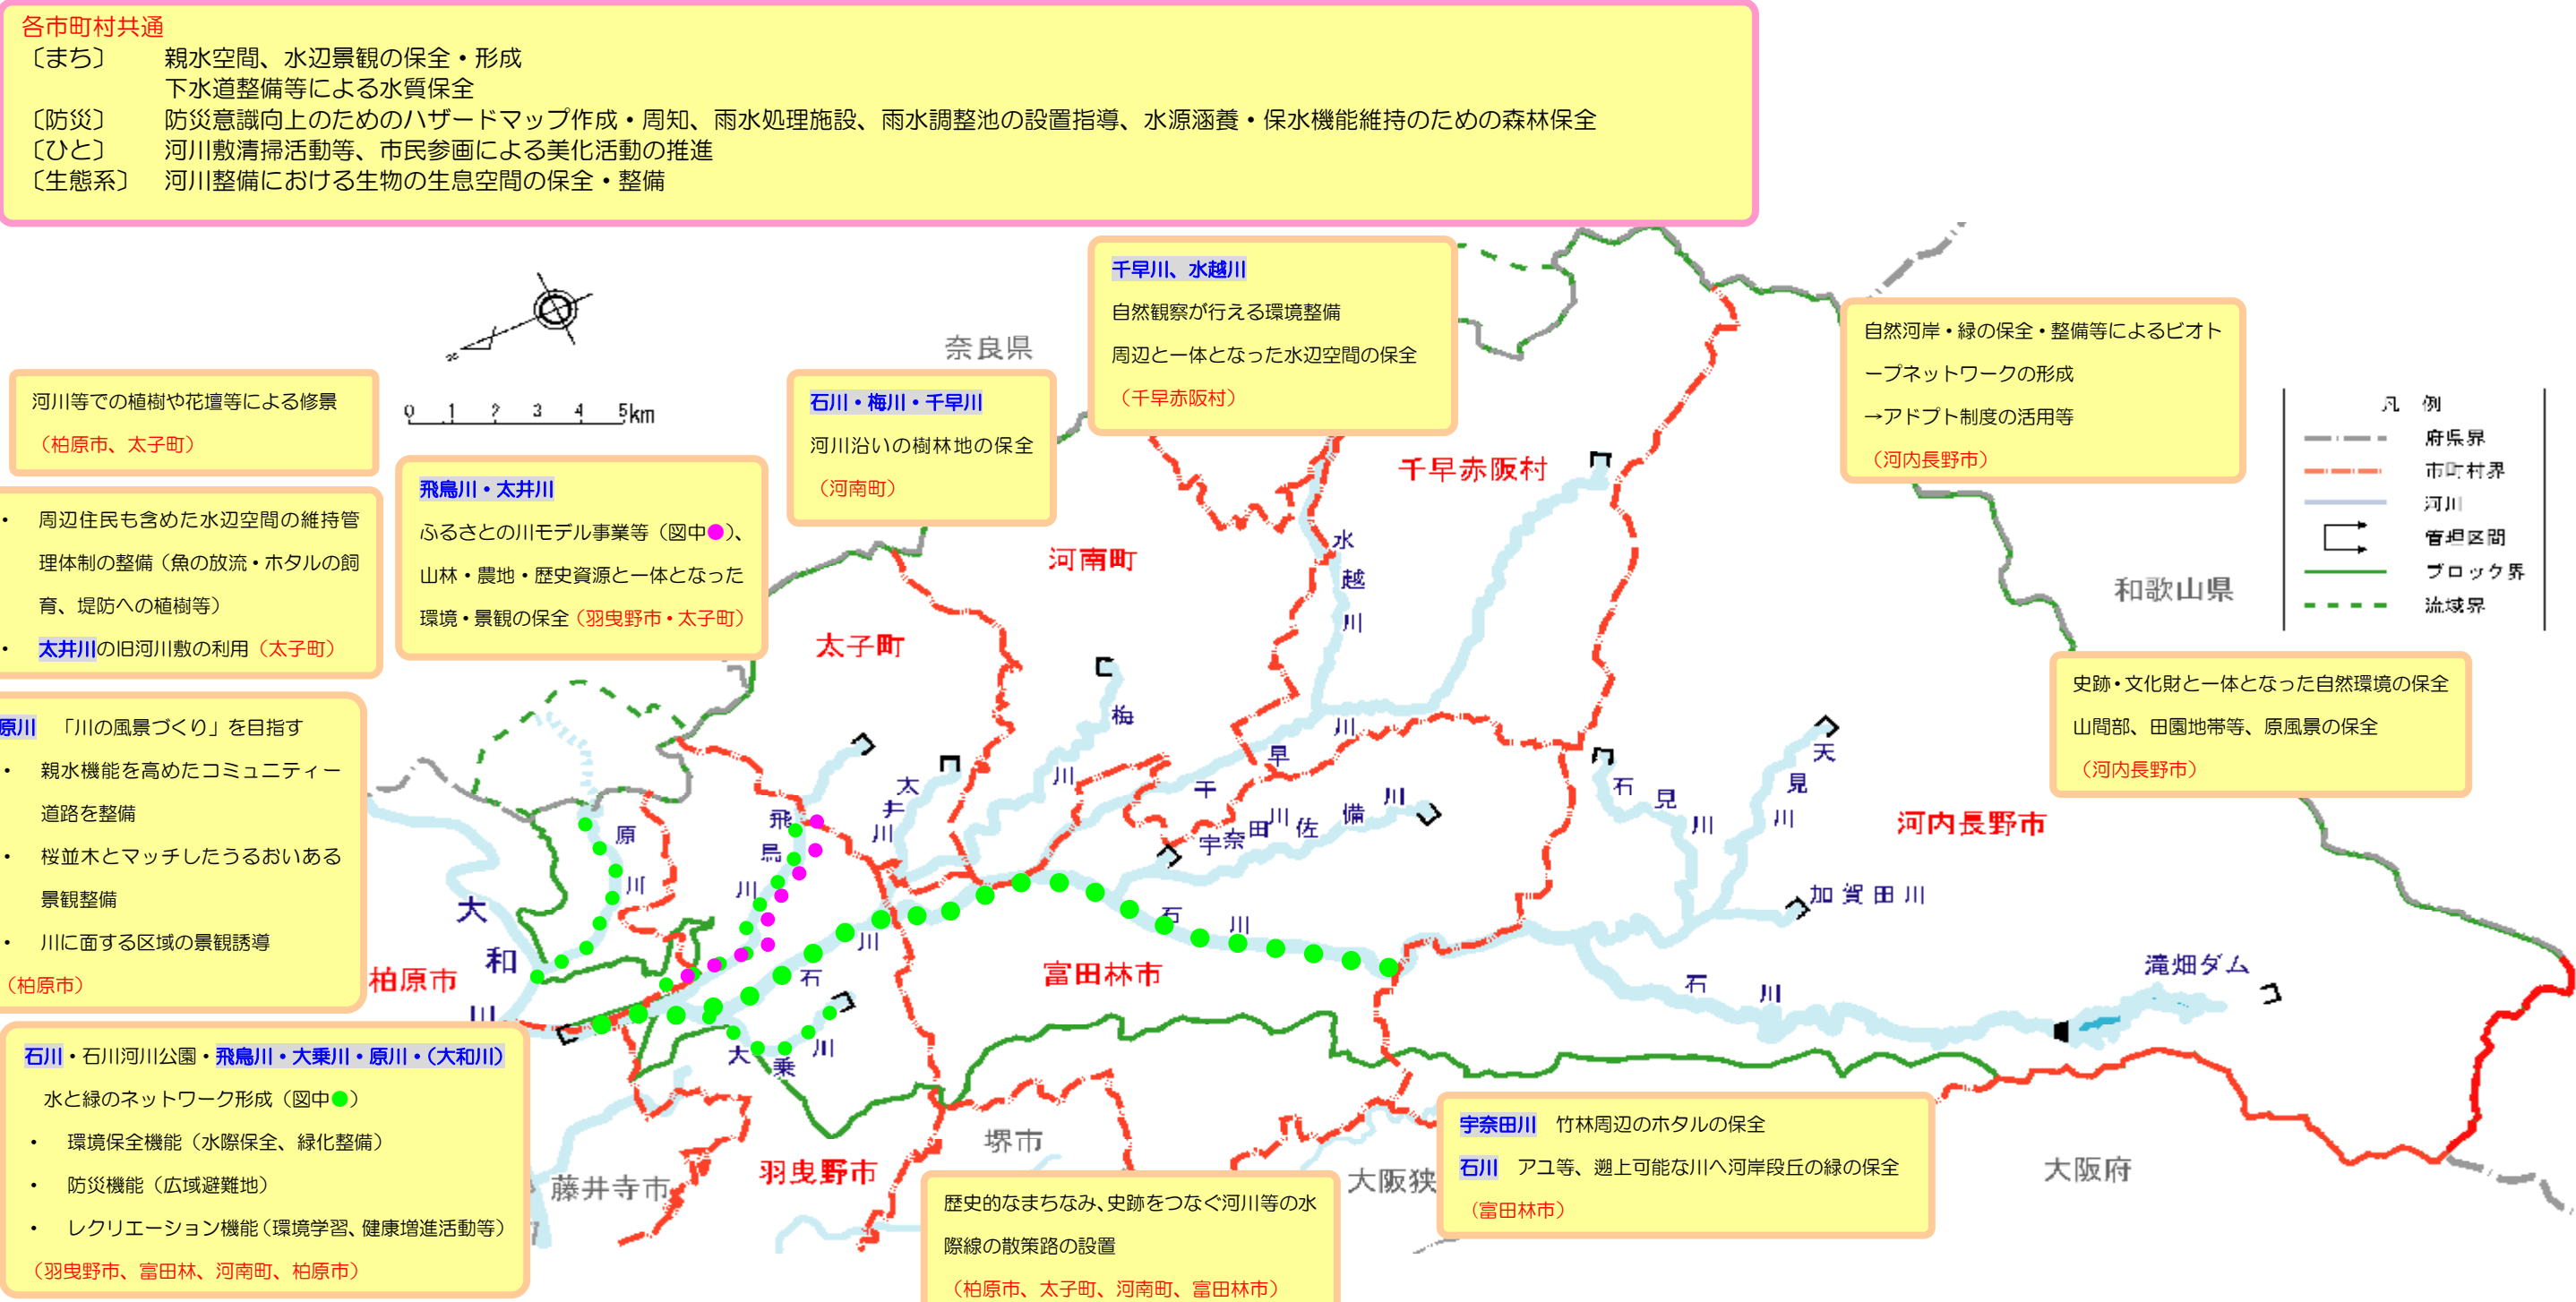 各市町村共通
〔まち〕 親水空間、水辺景観の保全・形成
下水道整備等による水質保全
〔防災〕 防災意識向上のためのハザードマップ作成・周知、雨水処理施設、雨水調整池の設置指導、水源涵養・保水機能維持のための森林保全
〔ひと〕 河川敷清掃活動等、市民参画による美化活動の推進
〔生態系〕 河川整備における生物の生息空間の保全・整備
千早川、水越川
自然観察が行える環境整備
周辺と一体となった水辺空間の保全
（千早赤阪村）
自然河岸・緑の保全・整備等によるビオト
ープネットワークの形成
→アドプト制度の活用等
（河内長野市）
凡 例
府県界
市町村界
河川
管理区間
ブロック界
流域界
奈良県
0 1 2 3 4 5km
河川等での植樹や花壇等による修景
（柏原市、太子町）
石川・梅川・千早川
河川沿いの樹林地の保全
（河南町）
飛鳥川・太井川
ふるさとの川モデル事業等（図中●）、
山林・農地・歴史資源と一体となった
環境・景観の保全（羽曳野市・太子町）
・ 周辺住民も含めた水辺空間の維持管
理体制の整備（魚の放流・ホタルの飼
育、堤防への植樹等）
・ 太井川の旧河川敷の利用（太子町）
千早赤阪村
河南町
太子町
和歌山県
水越川
梅川
千早川
太井川
飛鳥川
原川
宇奈田川
佐備川
石見川
天見川
加賀田川
河内長野市
史跡・文化財と一体となった自然環境の保全
山間部、田園地帯等、原風景の保全
（河内長野市）
原川 「川の風景づくり」を目指す
・ 親水機能を高めたコミュニティー
道路を整備
・ 桜並木とマッチしたうるおいある
景観整備
・ 川に面する区域の景観誘導
（柏原市）
大和川
柏原市
石川
石川
富田林市
石川
滝畑ダム
大乗川
石川・石川河川公園・飛鳥川・大乗川・原川・（大和川）
水と緑のネットワーク形成（図中●）
・ 環境保全機能（水際保全、緑化整備）
・ 防災機能（広域避難地）
・ レクリエーション機能（環境学習、健康増進活動等）
（羽曳野市、富田林、河南町、柏原市）
藤井寺市
羽曳野市
堺市
大阪狭
大阪府
宇奈田川 竹林周辺のホタルの保全
石川 アユ等、遡上可能な川へ河岸段丘の緑の保全
（富田林市）
歴史的なまちなみ、史跡をつなぐ河川等の水
際線の散策路の設置
（柏原市、太子町、河南町、富田林市）